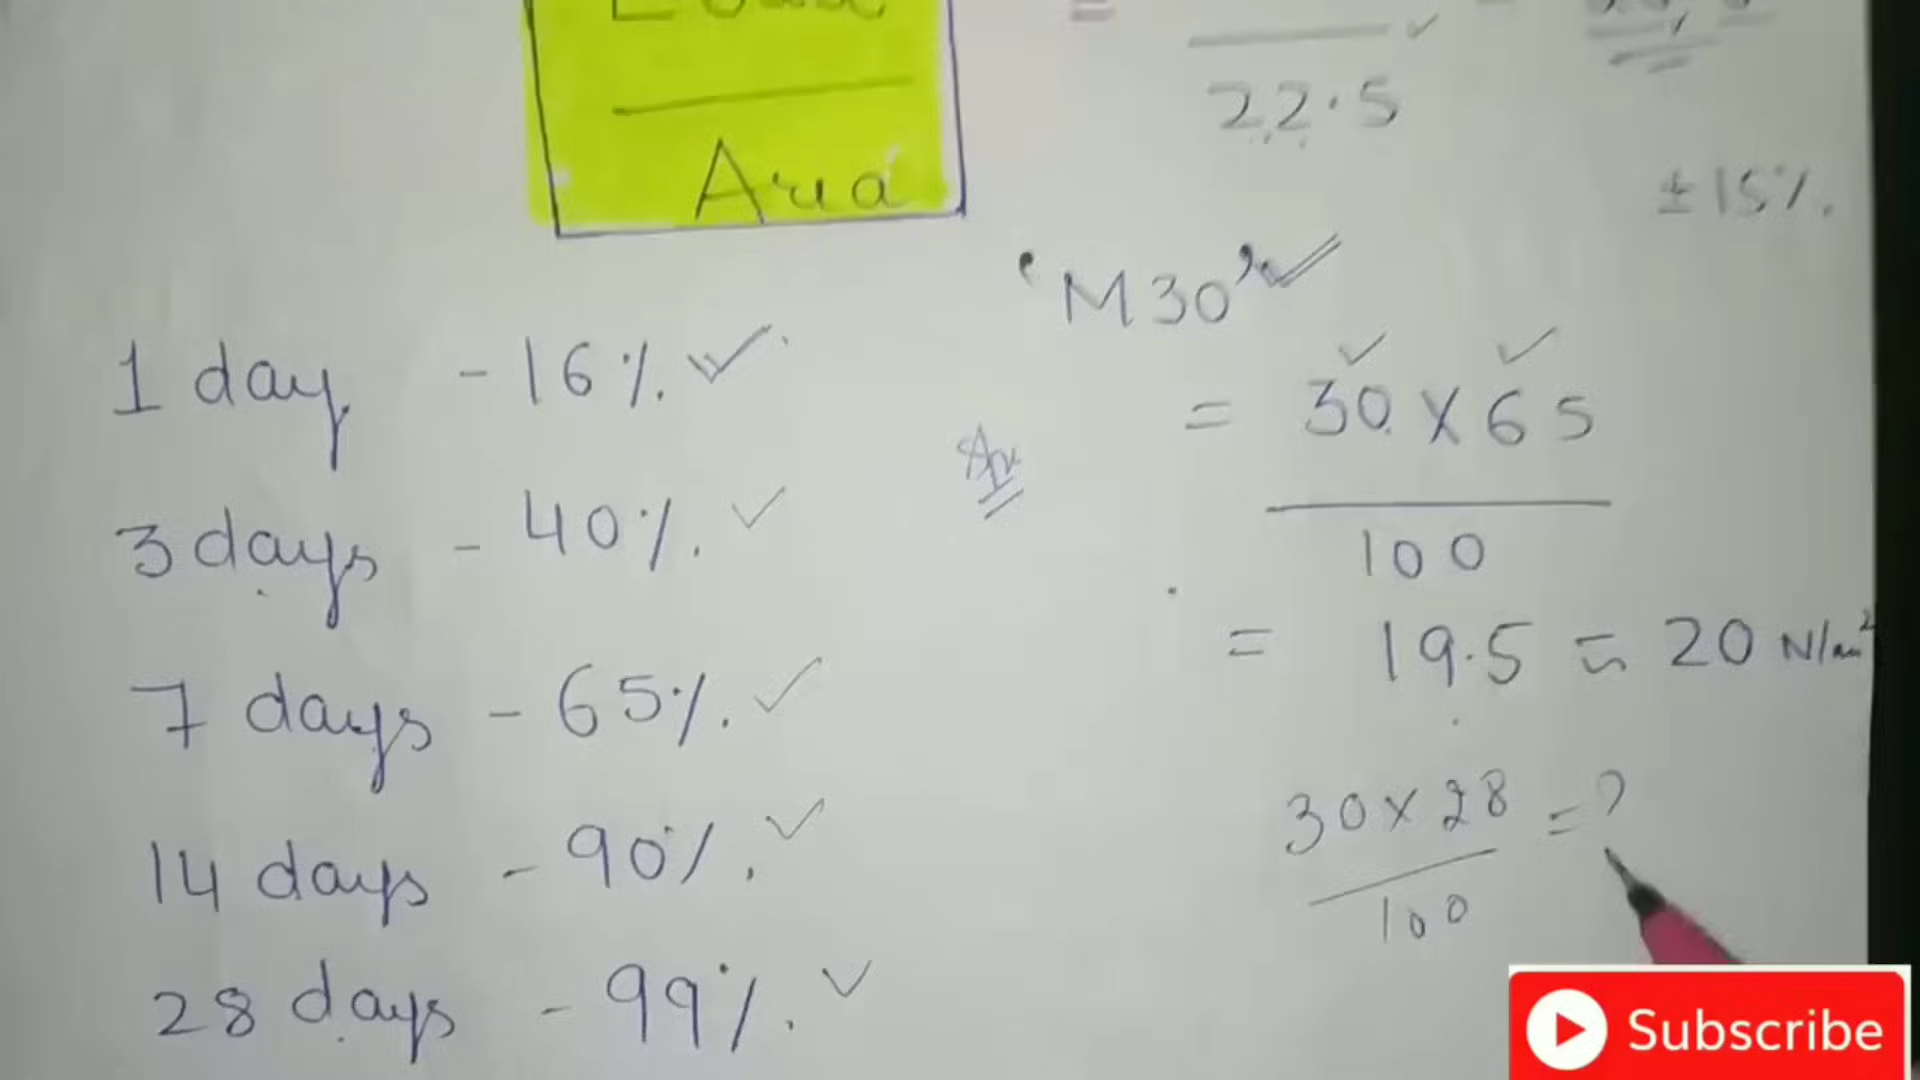 Area
22.5
±15%.
'M30'
1 day - 16%.
3 days - 40%.
7 days - 65%.
14 days - 90%.
28 days - 99%.
= 30 x 65
100
= 19.5 = 20 N/mm²
30 x 28 = ?
100
Subscribe